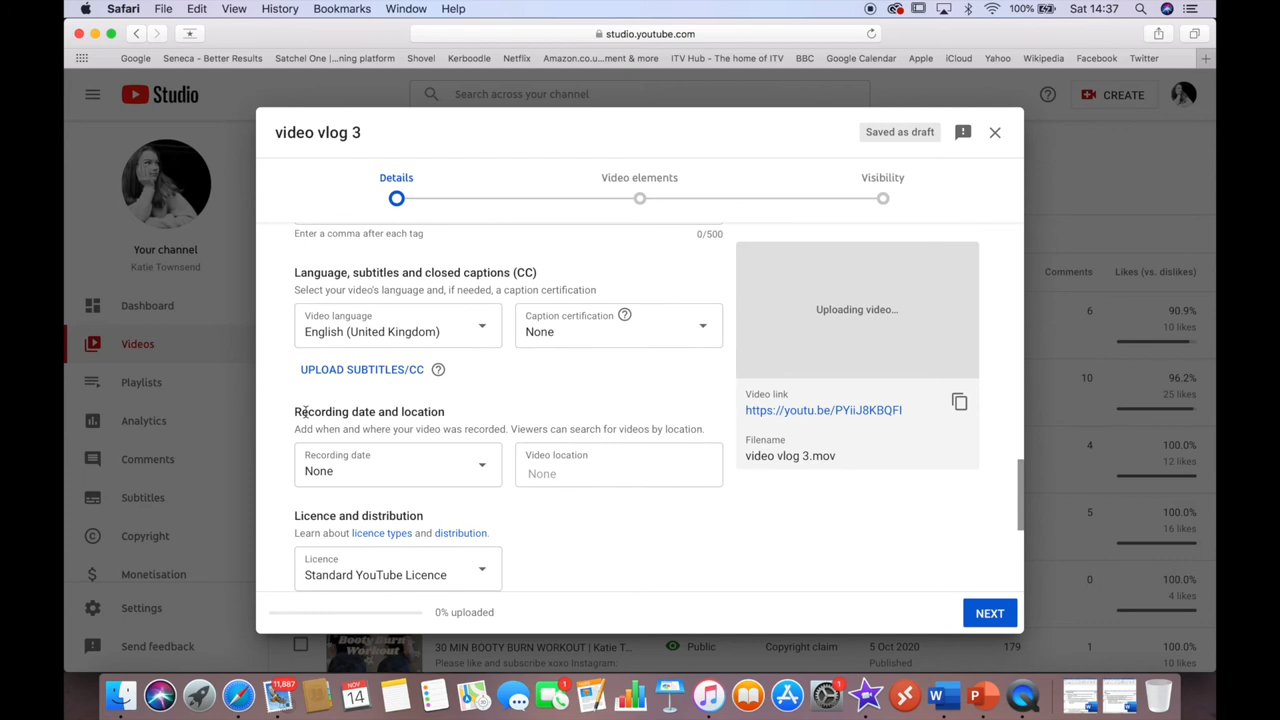 Safari File Edit View History Bookmarks Window Help
100% Sat 14:37
studio.youtube.com
Google Seneca - Better Results Satchel One |...ning platform Shovel Kerboodle Netflix Amazon.co.u...ment & more ITV Hub - The home of ITV BBC Google Calendar Apple iCloud Yahoo Wikipedia Facebook Twitter
Studio
Search across your channel
CREATE
Your channel
Katie Townsend
Dashboard
Videos
Playlists
Analytics
Comments
Subtitles
Copyright
Monetisation
Settings
Send feedback
video vlog 3
Saved as draft
Details Video elements Visibility
Enter a comma after each tag 0/500
Language, subtitles and closed captions (CC)
Select your video's language and, if needed, a caption certification
Video language
English (United Kingdom)
Caption certification
None
UPLOAD SUBTITLES/CC
Recording date and location
Add when and where your video was recorded. Viewers can search for videos by location.
Recording date
None
Video location
None
Licence and distribution
Learn about licence types and distribution.
Licence
Standard YouTube Licence
Uploading video...
Video link
https://youtu.be/PYiiJ8KBQFI
Filename
video vlog 3.mov
0% uploaded
NEXT
Comments Likes (vs. dislikes)
6 90.9%
10 likes
10 96.2%
25 likes
4 100.0%
12 likes
5 100.0%
16 likes
0 100.0%
4 likes
Booty Burn
Workout
30 MIN BOOTY BURN WORKOUT | Katie T... Public Copyright claim 5 Oct 2020 179 1 100.0%
Please like and subscribe xoxo Instagram: Published 10 likes
11,887
NOV
14
1
1
W
P